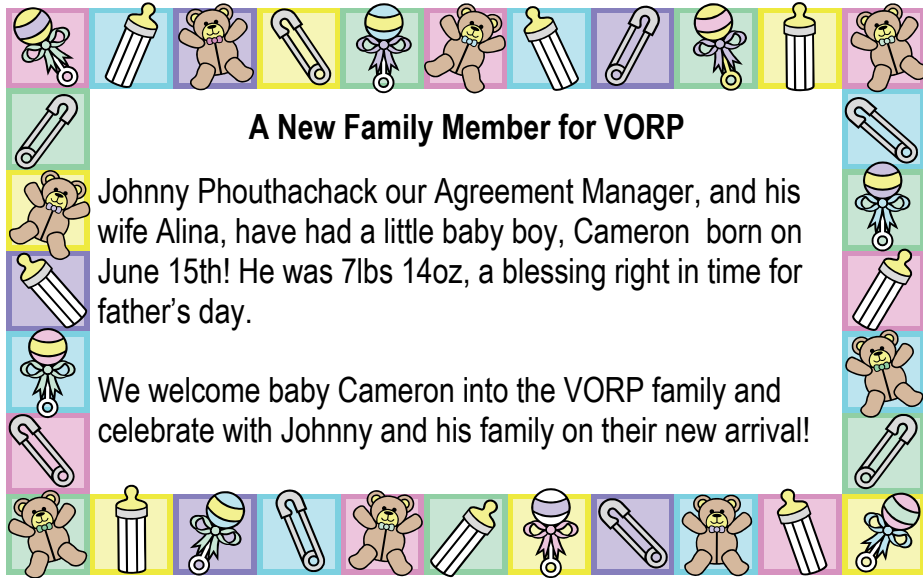 A New Family Member for VORP
Johnny Phouthachack our Agreement Manager, and his
wife Alina, have had a little baby boy, Cameron  born on
June 15th! He was 7lbs 14oz, a blessing right in time for
father’s day.
We welcome baby Cameron into the VORP family and
celebrate with Johnny and his family on their new arrival!